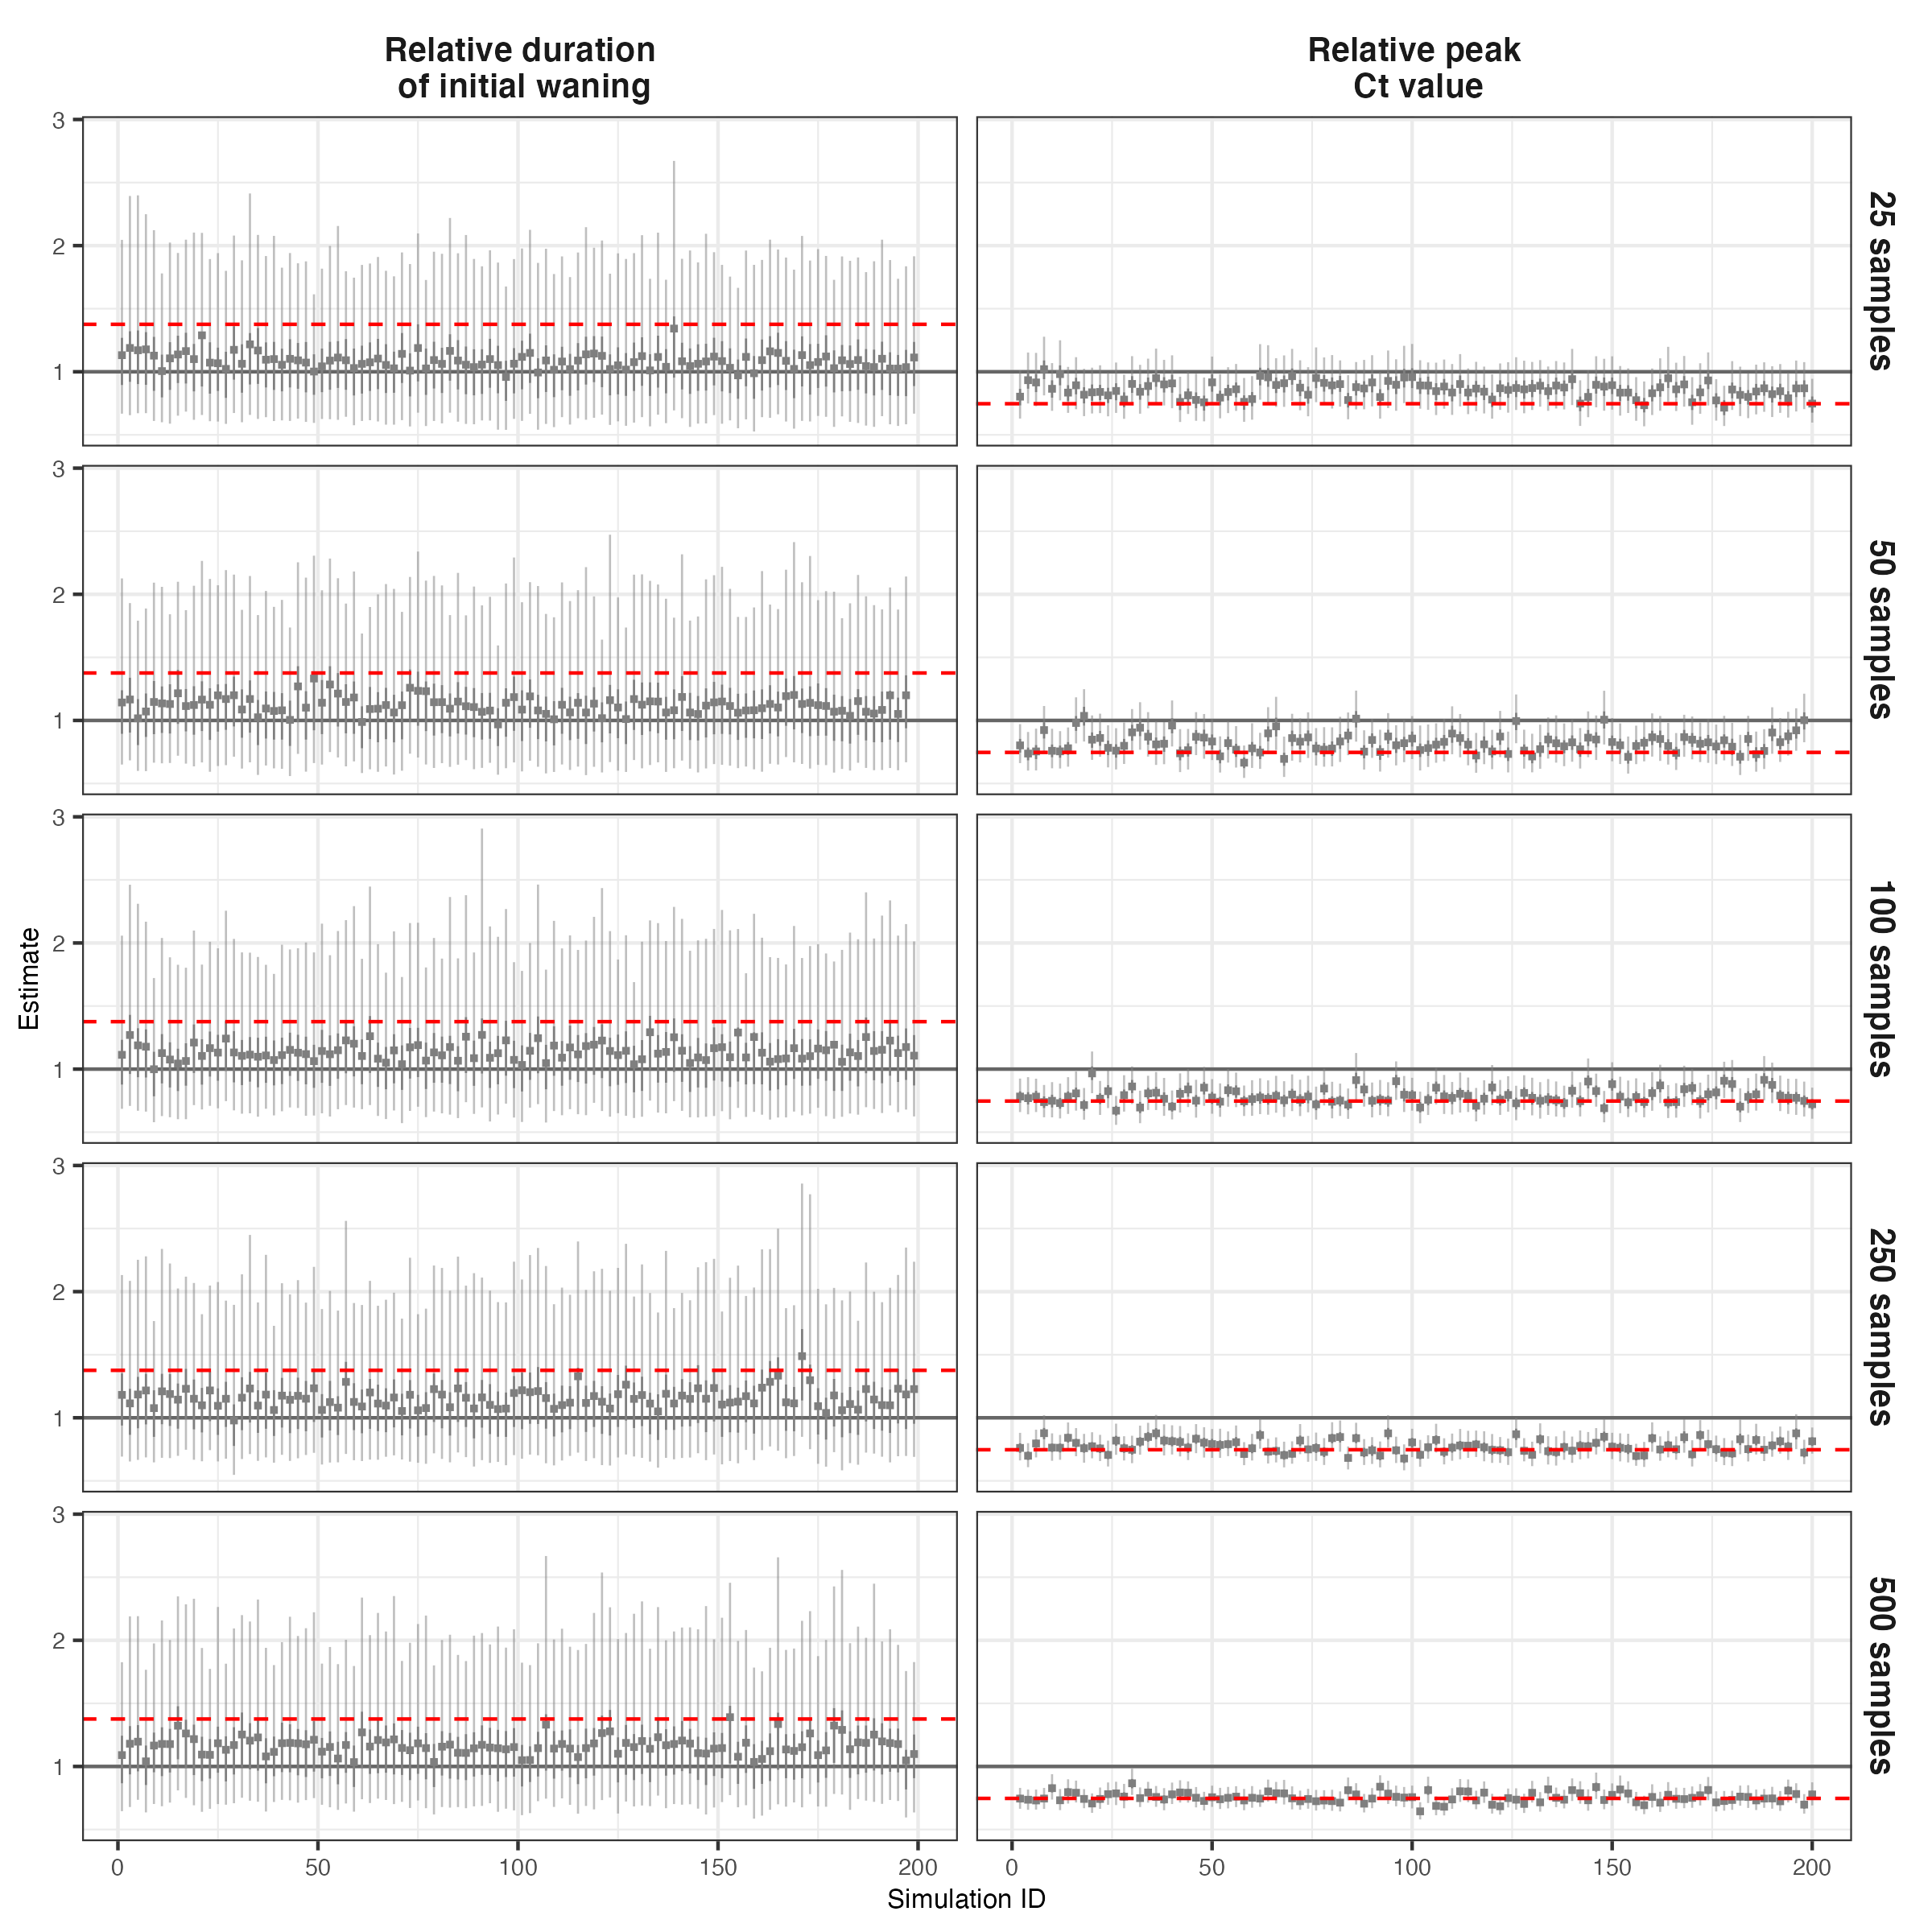 Relative duration
of initial waning
Relative peak
Ct value
3
2
1
25 samples
3
2
1
50 samples
3
2
1
100 samples
Estimate
3
2
1
250 samples
3
2
1
500 samples
0 50 100 150 200
0 50 100 150 200
Simulation ID